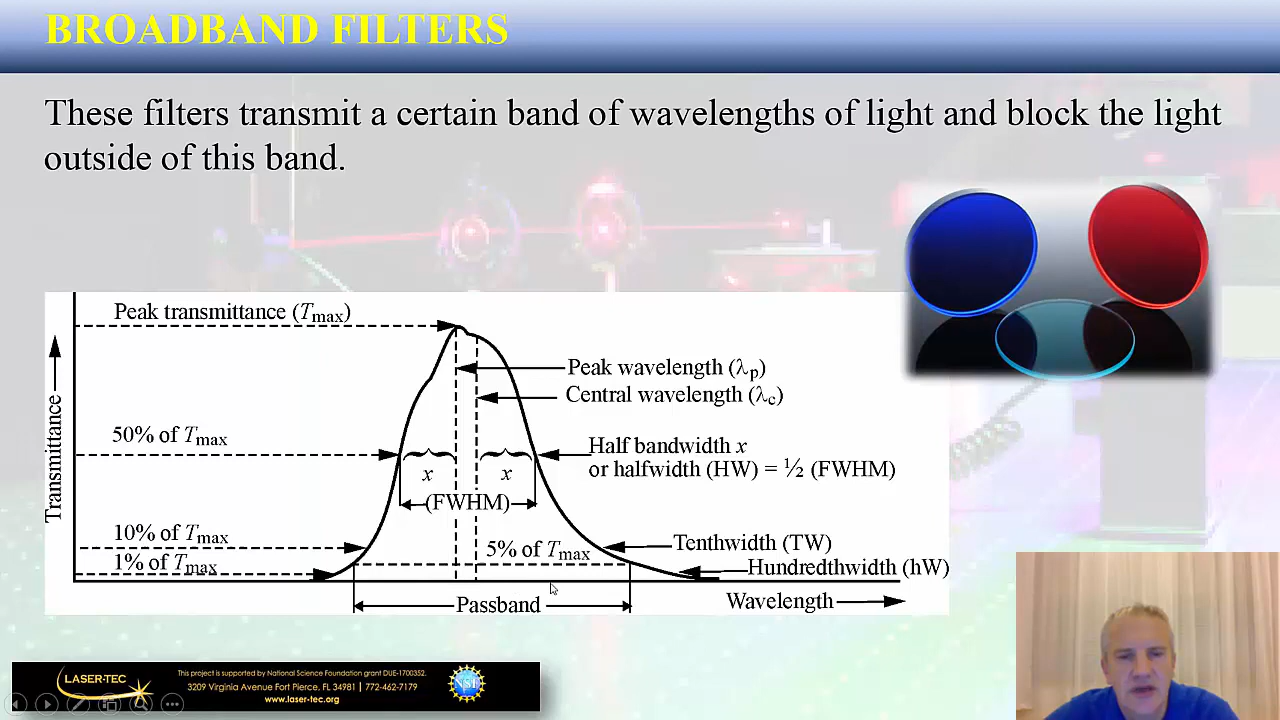 BROADBAND FILTERS
These filters transmit a certain band of wavelengths of light and block the light
outside of this band.
Peak transmittance (Tmax)
Peak wavelength (λp)
Central wavelength (λc)
Transmittance
50% of Tmax
Half bandwidth x
or halfwidth (HW) = ½ (FWHM)
x
x
(FWHM)
10% of Tmax
5% of Tmax
Tenthwidth (TW)
1% of Tmax
Hundredthwidth (hW)
Passband
Wavelength
LASER-TEC
This project is supported by National Science Foundation grant DUE-1700352.
3209 Virginia Avenue Fort Pierce, FL 34981 | 772-462-7179
www.laser-tec.org
NSF